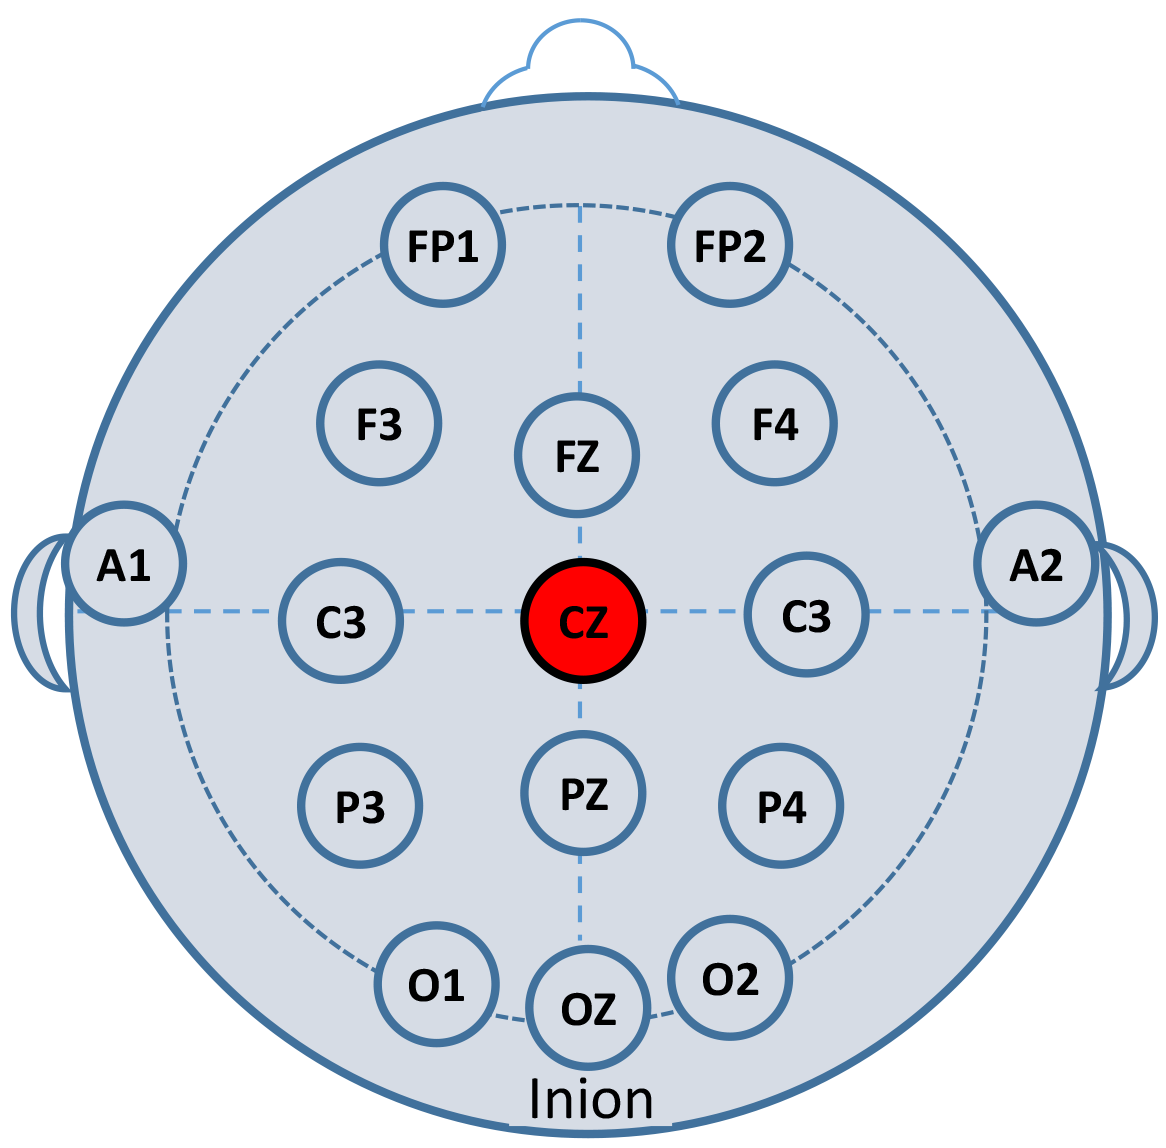 FP1 FP2
F3 FZ F4
A1 A2
C3 CZ C3
P3 PZ P4
O1 OZ O2
Inion